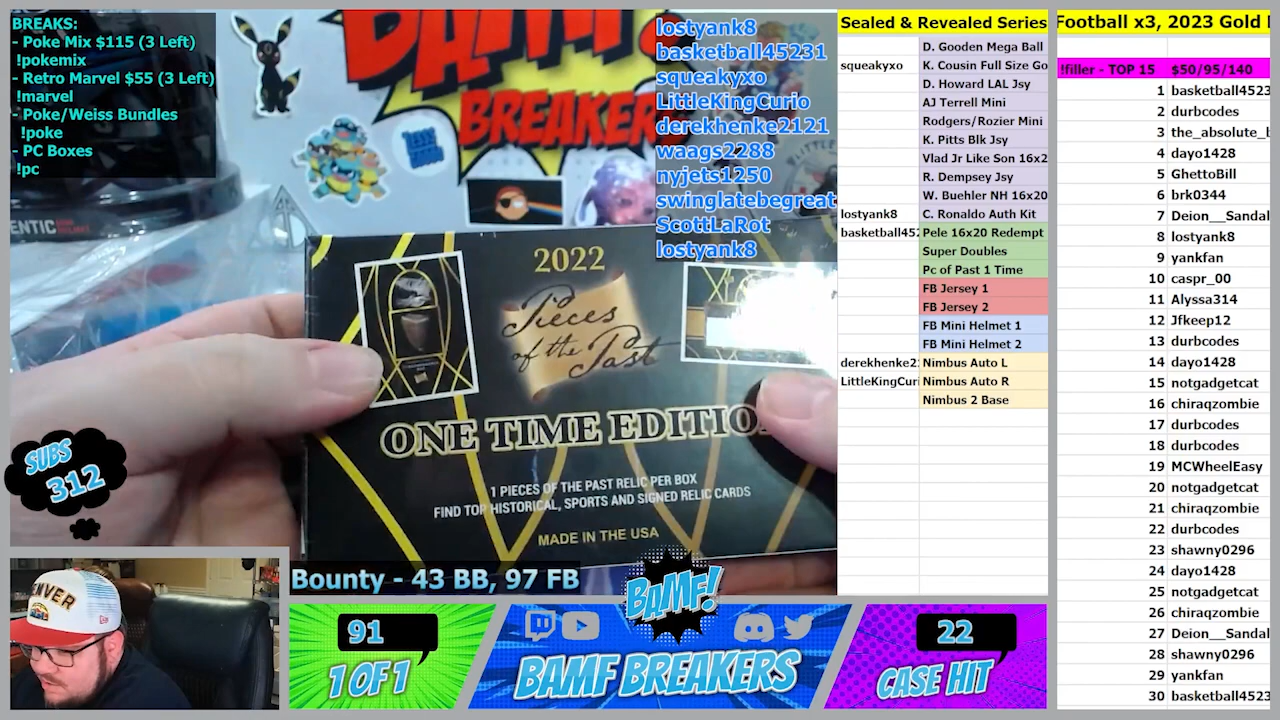 BREAKS:
- Poke Mix $115 (3 Left)
!pokemix
- Retro Marvel $55 (3 Left)
!marvel
- Poke/Weiss Bundles
!poke
- PC Boxes
!pc
BREAKERS
lostyank8
basketball45231
squeakyxo
LittleKingCurio
derekhenke2121
waags2288
nyjets1250
swinglatebegreat
ScottLaRot
lostyank8
2022
Pieces
of the Past
ONE TIME EDITION
1 PIECES OF THE PAST RELIC PER BOX
FIND TOP HISTORICAL, SPORTS AND SIGNED RELIC CARDS
MADE IN THE USA
SUBS
312
Bounty - 43 BB, 97 FB
BAMF!
91
1 OF 1
BAMF BREAKERS
22
CASE HIT
DENVER
Sealed & Revealed Series
D. Gooden Mega Ball
squeakyxo K. Cousin Full Size Go
D. Howard LAL Jsy
AJ Terrell Mini
Rodgers/Rozier Mini
K. Pitts Blk Jsy
Vlad Jr Like Son 16x2
R. Dempsey Jsy
W. Buehler NH 16x20
lostyank8 C. Ronaldo Auth Kit
basketball452 Pele 16x20 Redempt
Super Doubles
Pc of Past 1 Time
FB Jersey 1
FB Jersey 2
FB Mini Helmet 1
FB Mini Helmet 2
derekhenke2 Nimbus Auto L
LittleKingCuri Nimbus Auto R
Nimbus 2 Base
Football x3, 2023 Gold
!filler - TOP 15 $50/95/140
1 basketball4523
2 durbcodes
3 the_absolute_b
4 dayo1428
5 GhostBill
6 brk0344
7 Deion__Sandal
8 lostyank8
9 yankfan
10 caspr_00
11 Alyssa314
12 Jfkeep12
13 durbcodes
14 dayo1428
15 notgadgetcat
16 chiraqzombie
17 durbcodes
18 durbcodes
19 MCWheelEasy
20 notgadgetcat
21 chiraqzombie
22 durbcodes
23 shawny0296
24 dayo1428
25 notgadgetcat
26 chiraqzombie
27 Deion__Sandal
28 shawny0296
29 yankfan
30 basketball4523